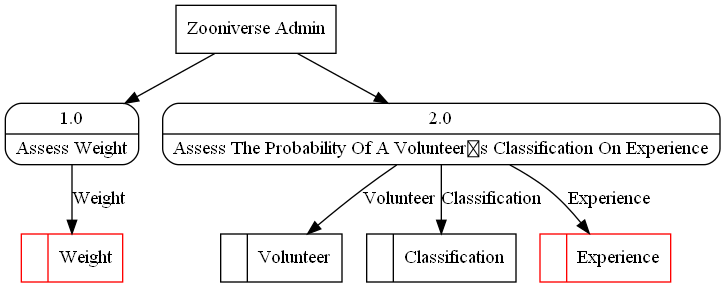 Zooniverse Admin
1.0
Assess Weight
2.0
Assess The Probability Of A Volunteer□s Classification On Experience
Weight
Volunteer
Classification
Experience
Weight
Volunteer
Classification
Experience